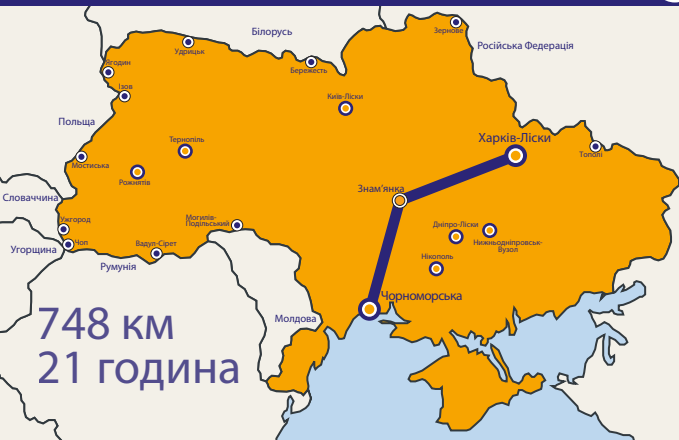 Білорусь
Зернове
Російська Федерація
Удрицьк
Ягодин
Бережесть
Ізов
Київ-Ліски
Польща
Тернопіль
Харків-Ліски
Тополі
Мостиська
Рожнятів
Знам'янка
Словаччина
Ужгород
Могилів-
Подільський
Дніпро-Ліски
Чоп
Вадул-Сірет
Нижньодніпровськ-
Вузол
Угорщина
Румунія
Нікополь
Чорноморська
Молдова
748 км
21 година